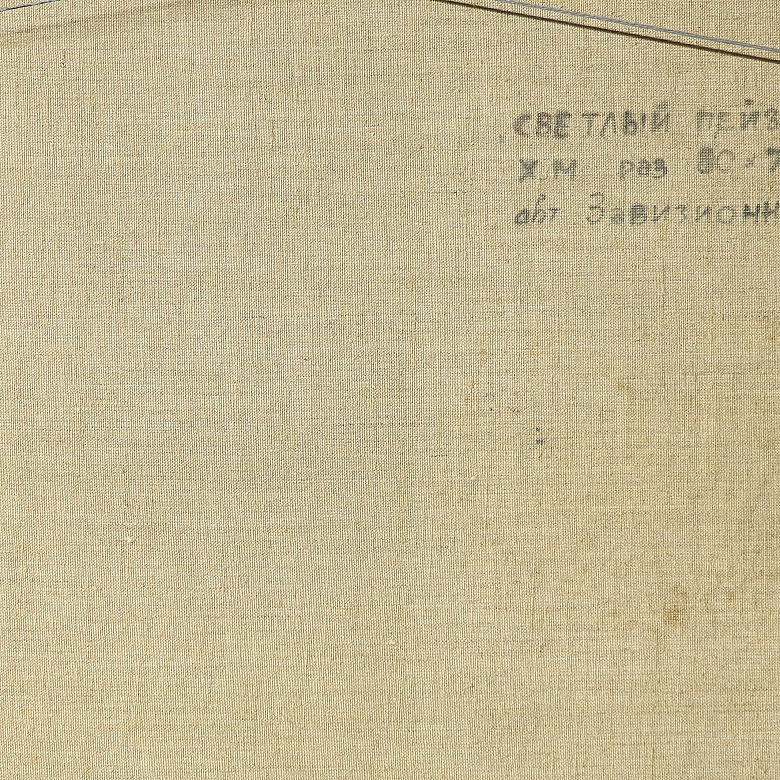 СВЕТЛЫЙ ПЕЙЗ
Х.М. раз 80×7
авт Завизионн